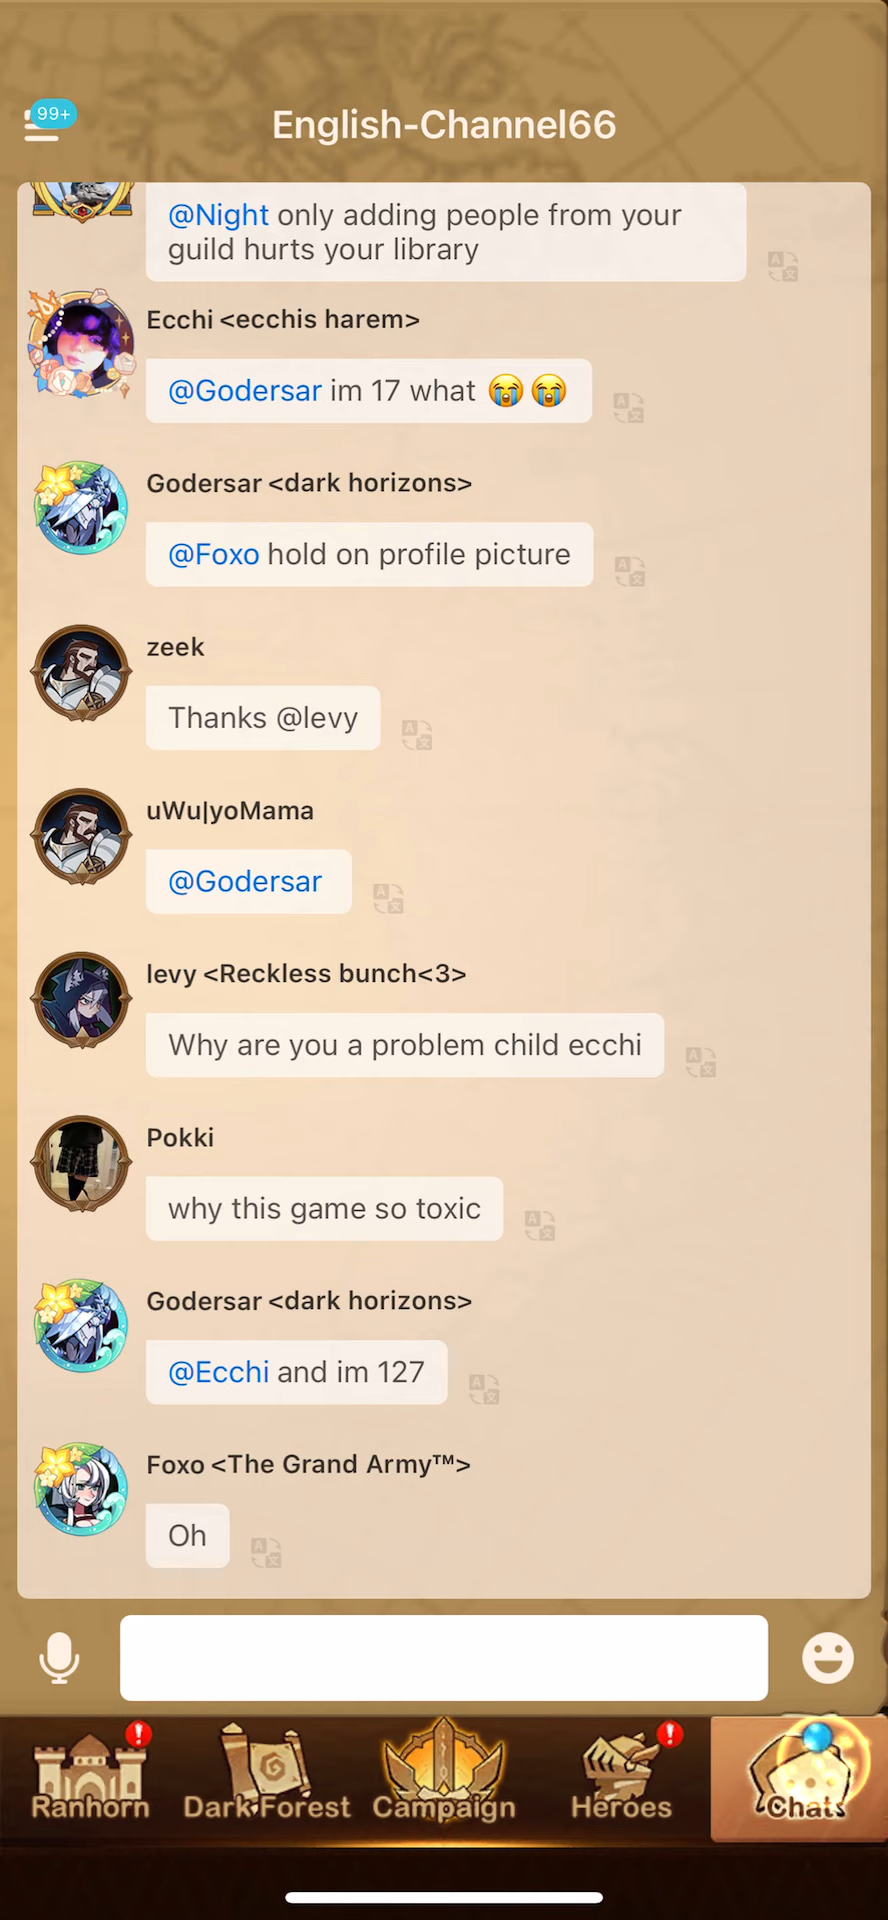 99+
English-Channel66
@Night only adding people from your
guild hurts your library
Ecchi <ecchis harem>
@Godersar im 17 what 😭😭
Godersar <dark horizons>
@Foxo hold on profile picture
zeek
Thanks @levy
uWu|yoMama
@Godersar
levy <Reckless bunch<3>
Why are you a problem child ecchi
Pokki
why this game so toxic
Godersar <dark horizons>
@Ecchi and im 127
Foxo <The Grand Army™>
Oh
Ranhorn
Dark Forest
Campaign
Heroes
Chats